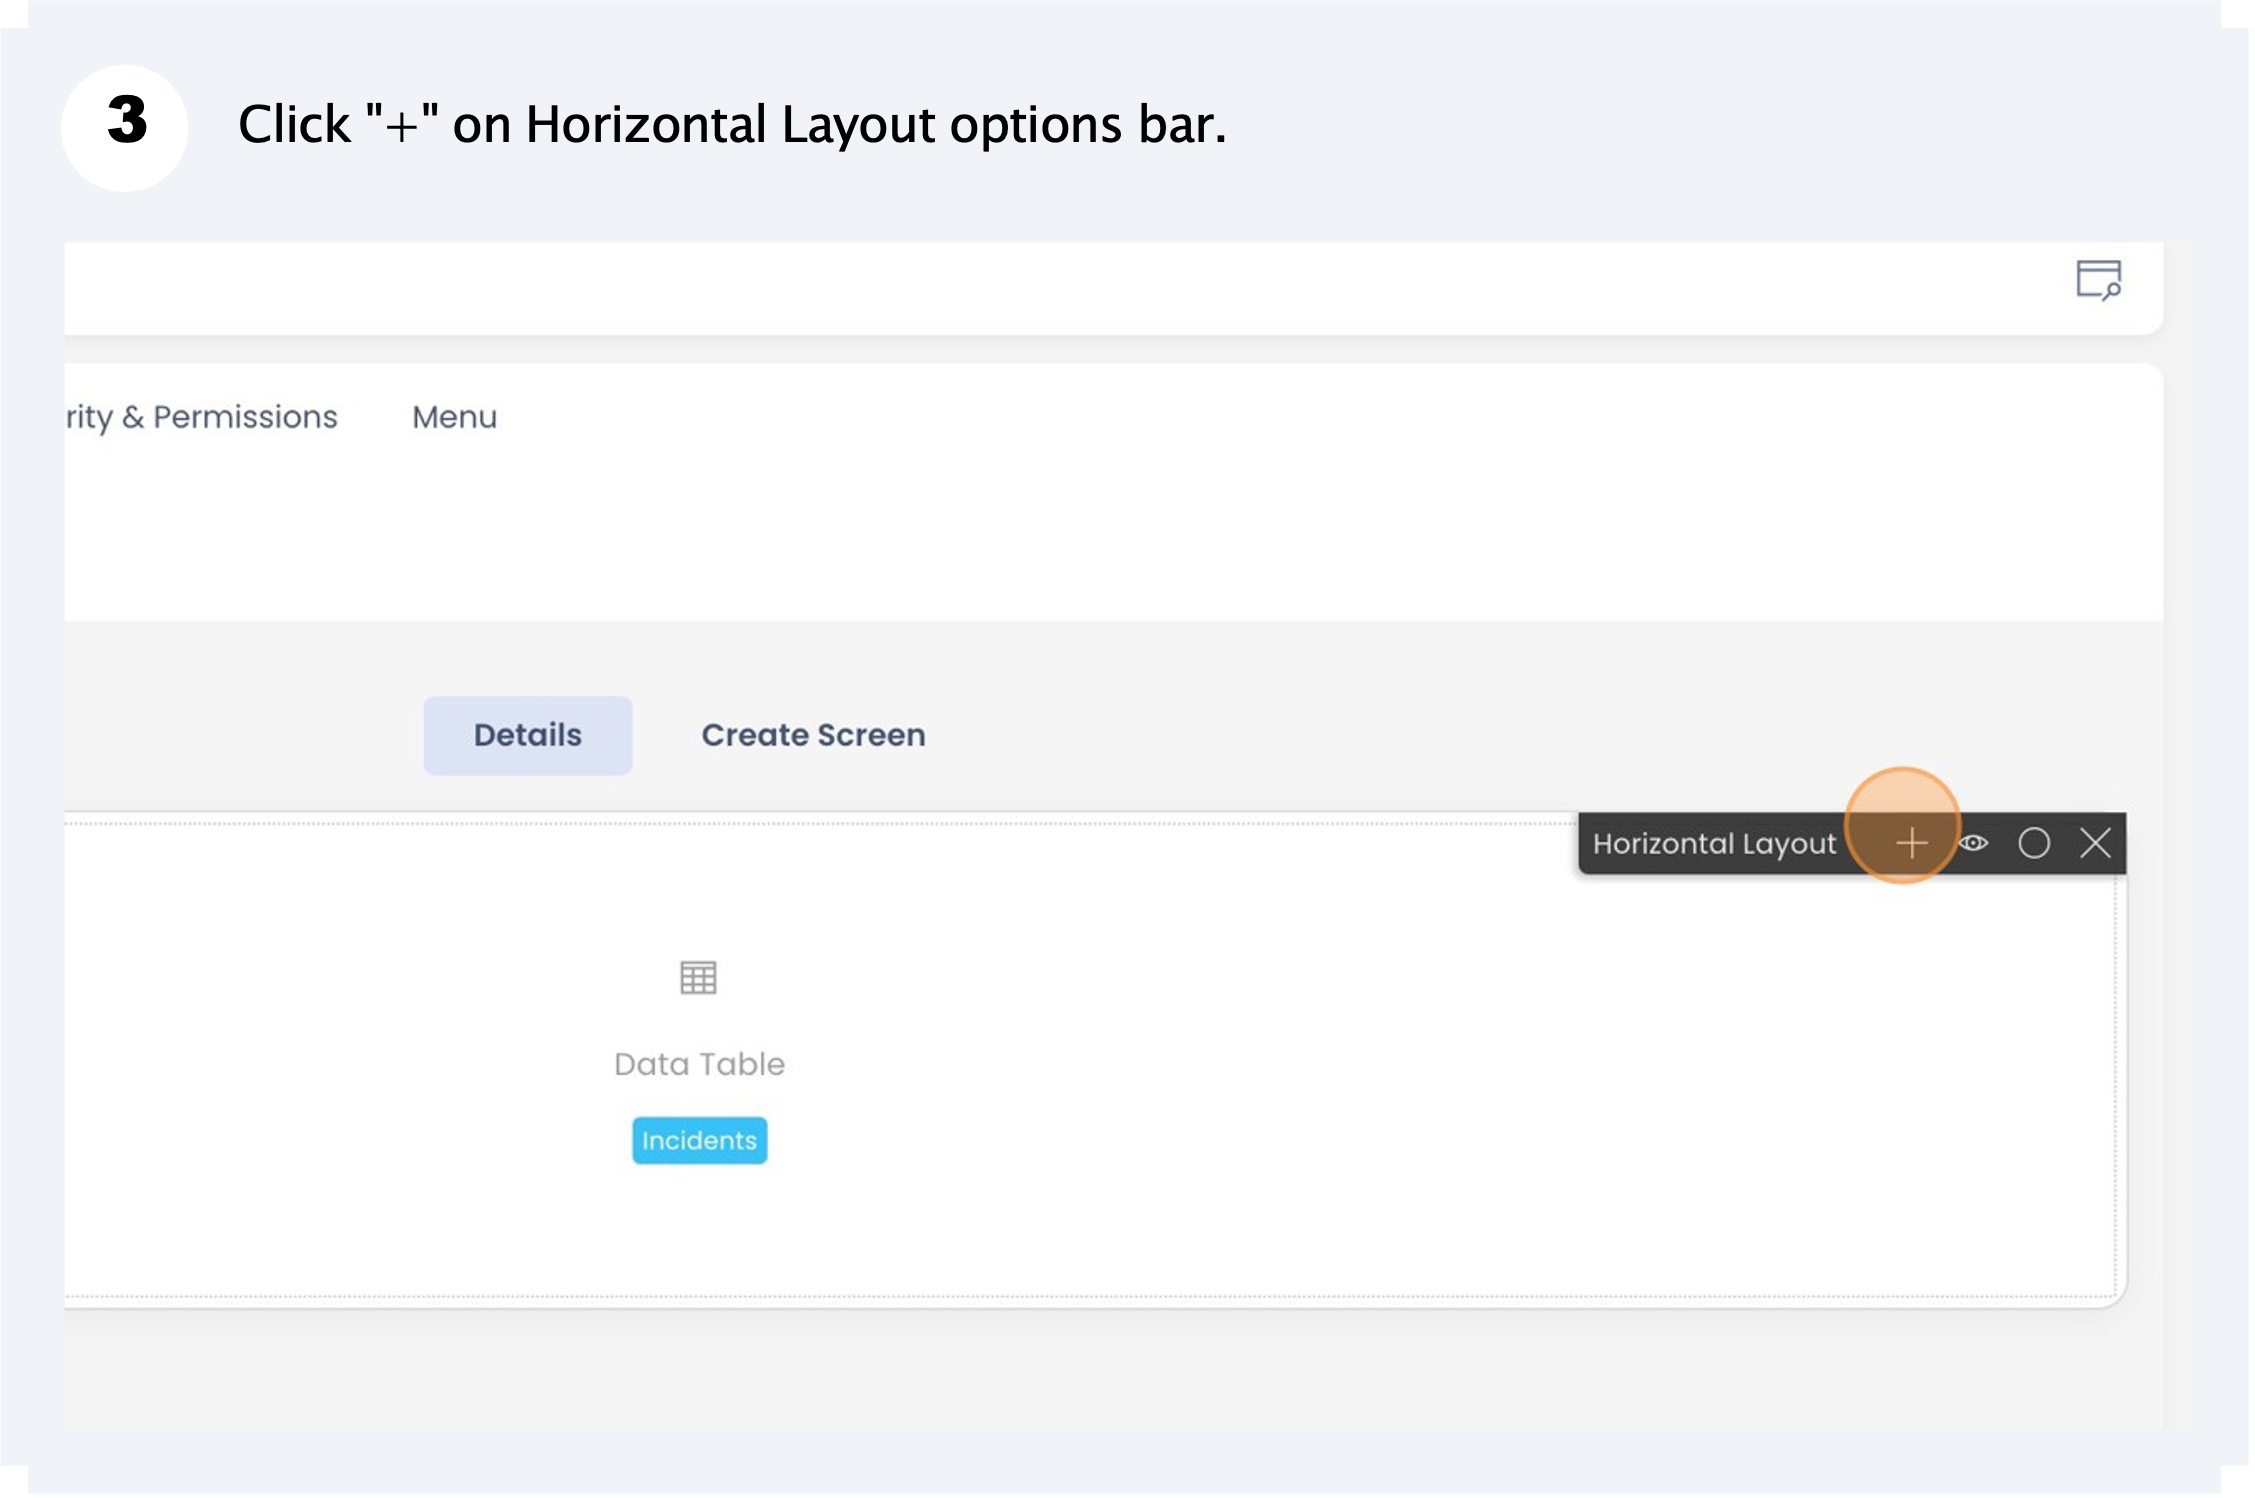 3
Click "+" on Horizontal Layout options bar.
rity & Permissions
Menu
Details
Create Screen
Horizontal Layout
Data Table
Incidents